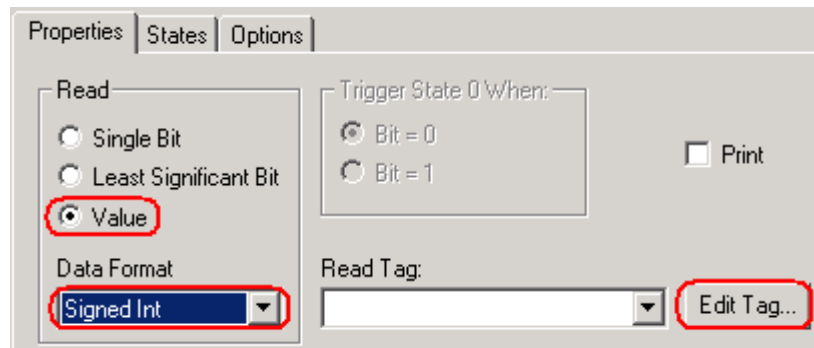 Properties States Options
Read
Single Bit
Least Significant Bit
Value
Data Format
Signed Int
Trigger State 0 When:
Bit = 0
Bit = 1
Print
Read Tag:
Edit Tag...